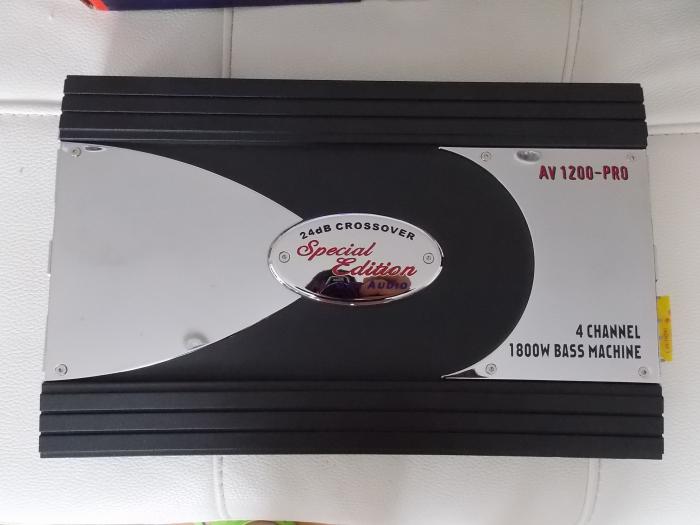 AV 1200-PRO
24dB CROSSOVER
Special
Edition
AUDIO
4 CHANNEL
1800W BASS MACHINE